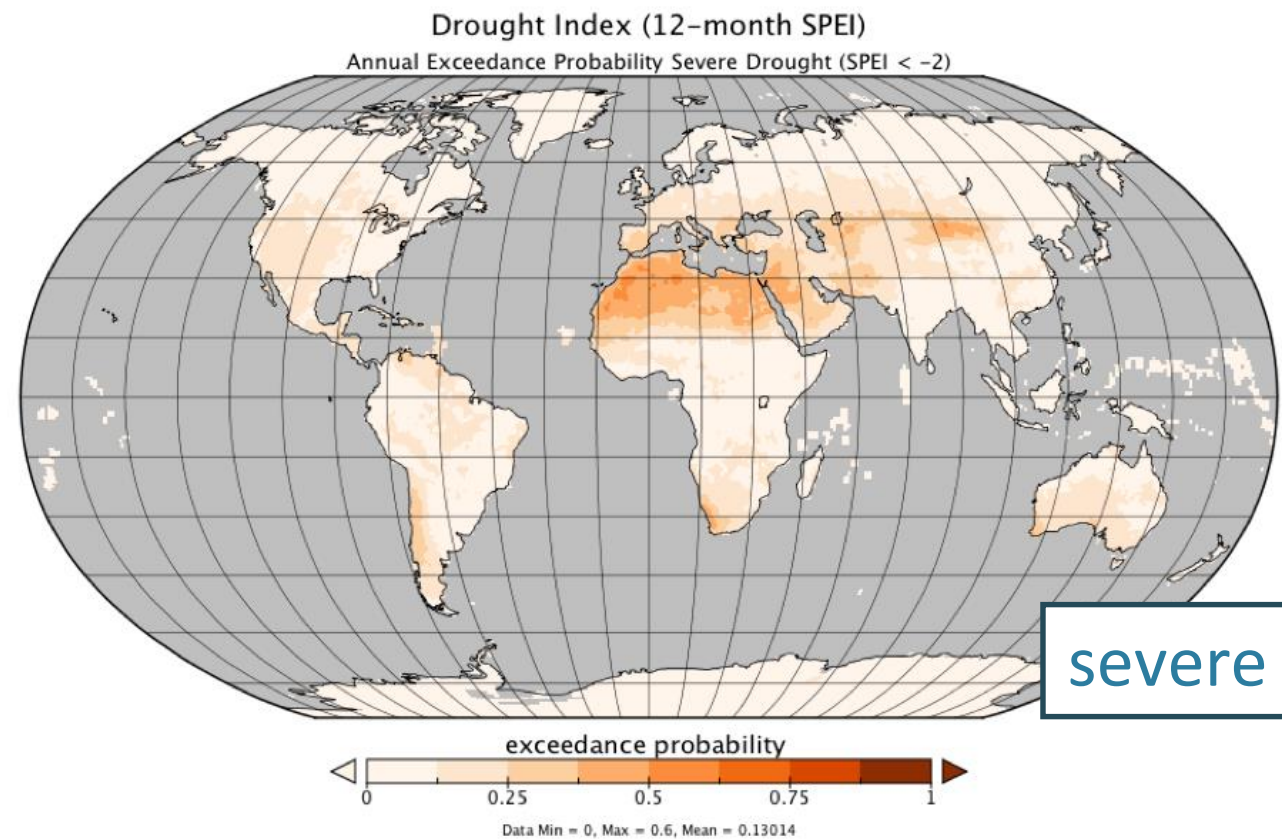 Drought Index (12-month SPEI)
Annual Exceedance Probability Severe Drought (SPEI < -2)
severe
exceedance probability
0 0.25 0.5 0.75 1
Data Min = 0, Max = 0.6, Mean = 0.13014